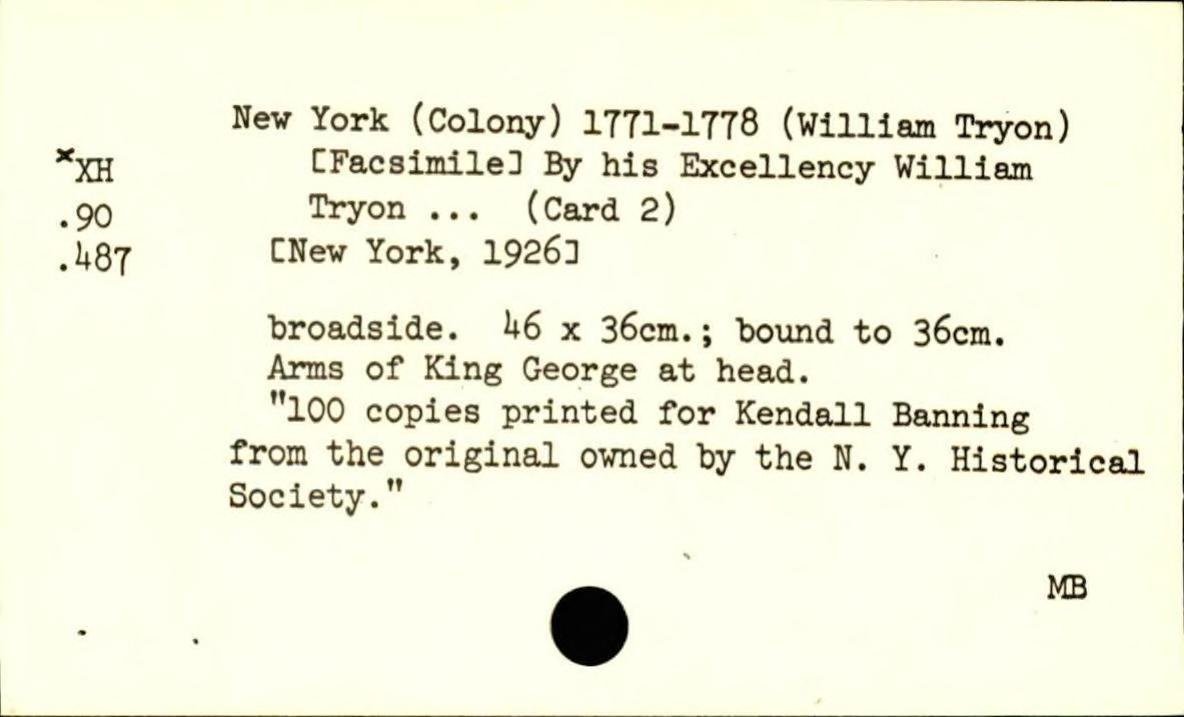 New York (Colony) 1771-1778 (William Tryon)
*XH [Facsimile] By his Excellency William
.90 Tryon ... (Card 2)
.487 [New York, 1926]
broadside. 46 x 36cm.; bound to 36cm.
Arms of King George at head.
"100 copies printed for Kendall Banning
from the original owned by the N. Y. Historical
Society."
MB